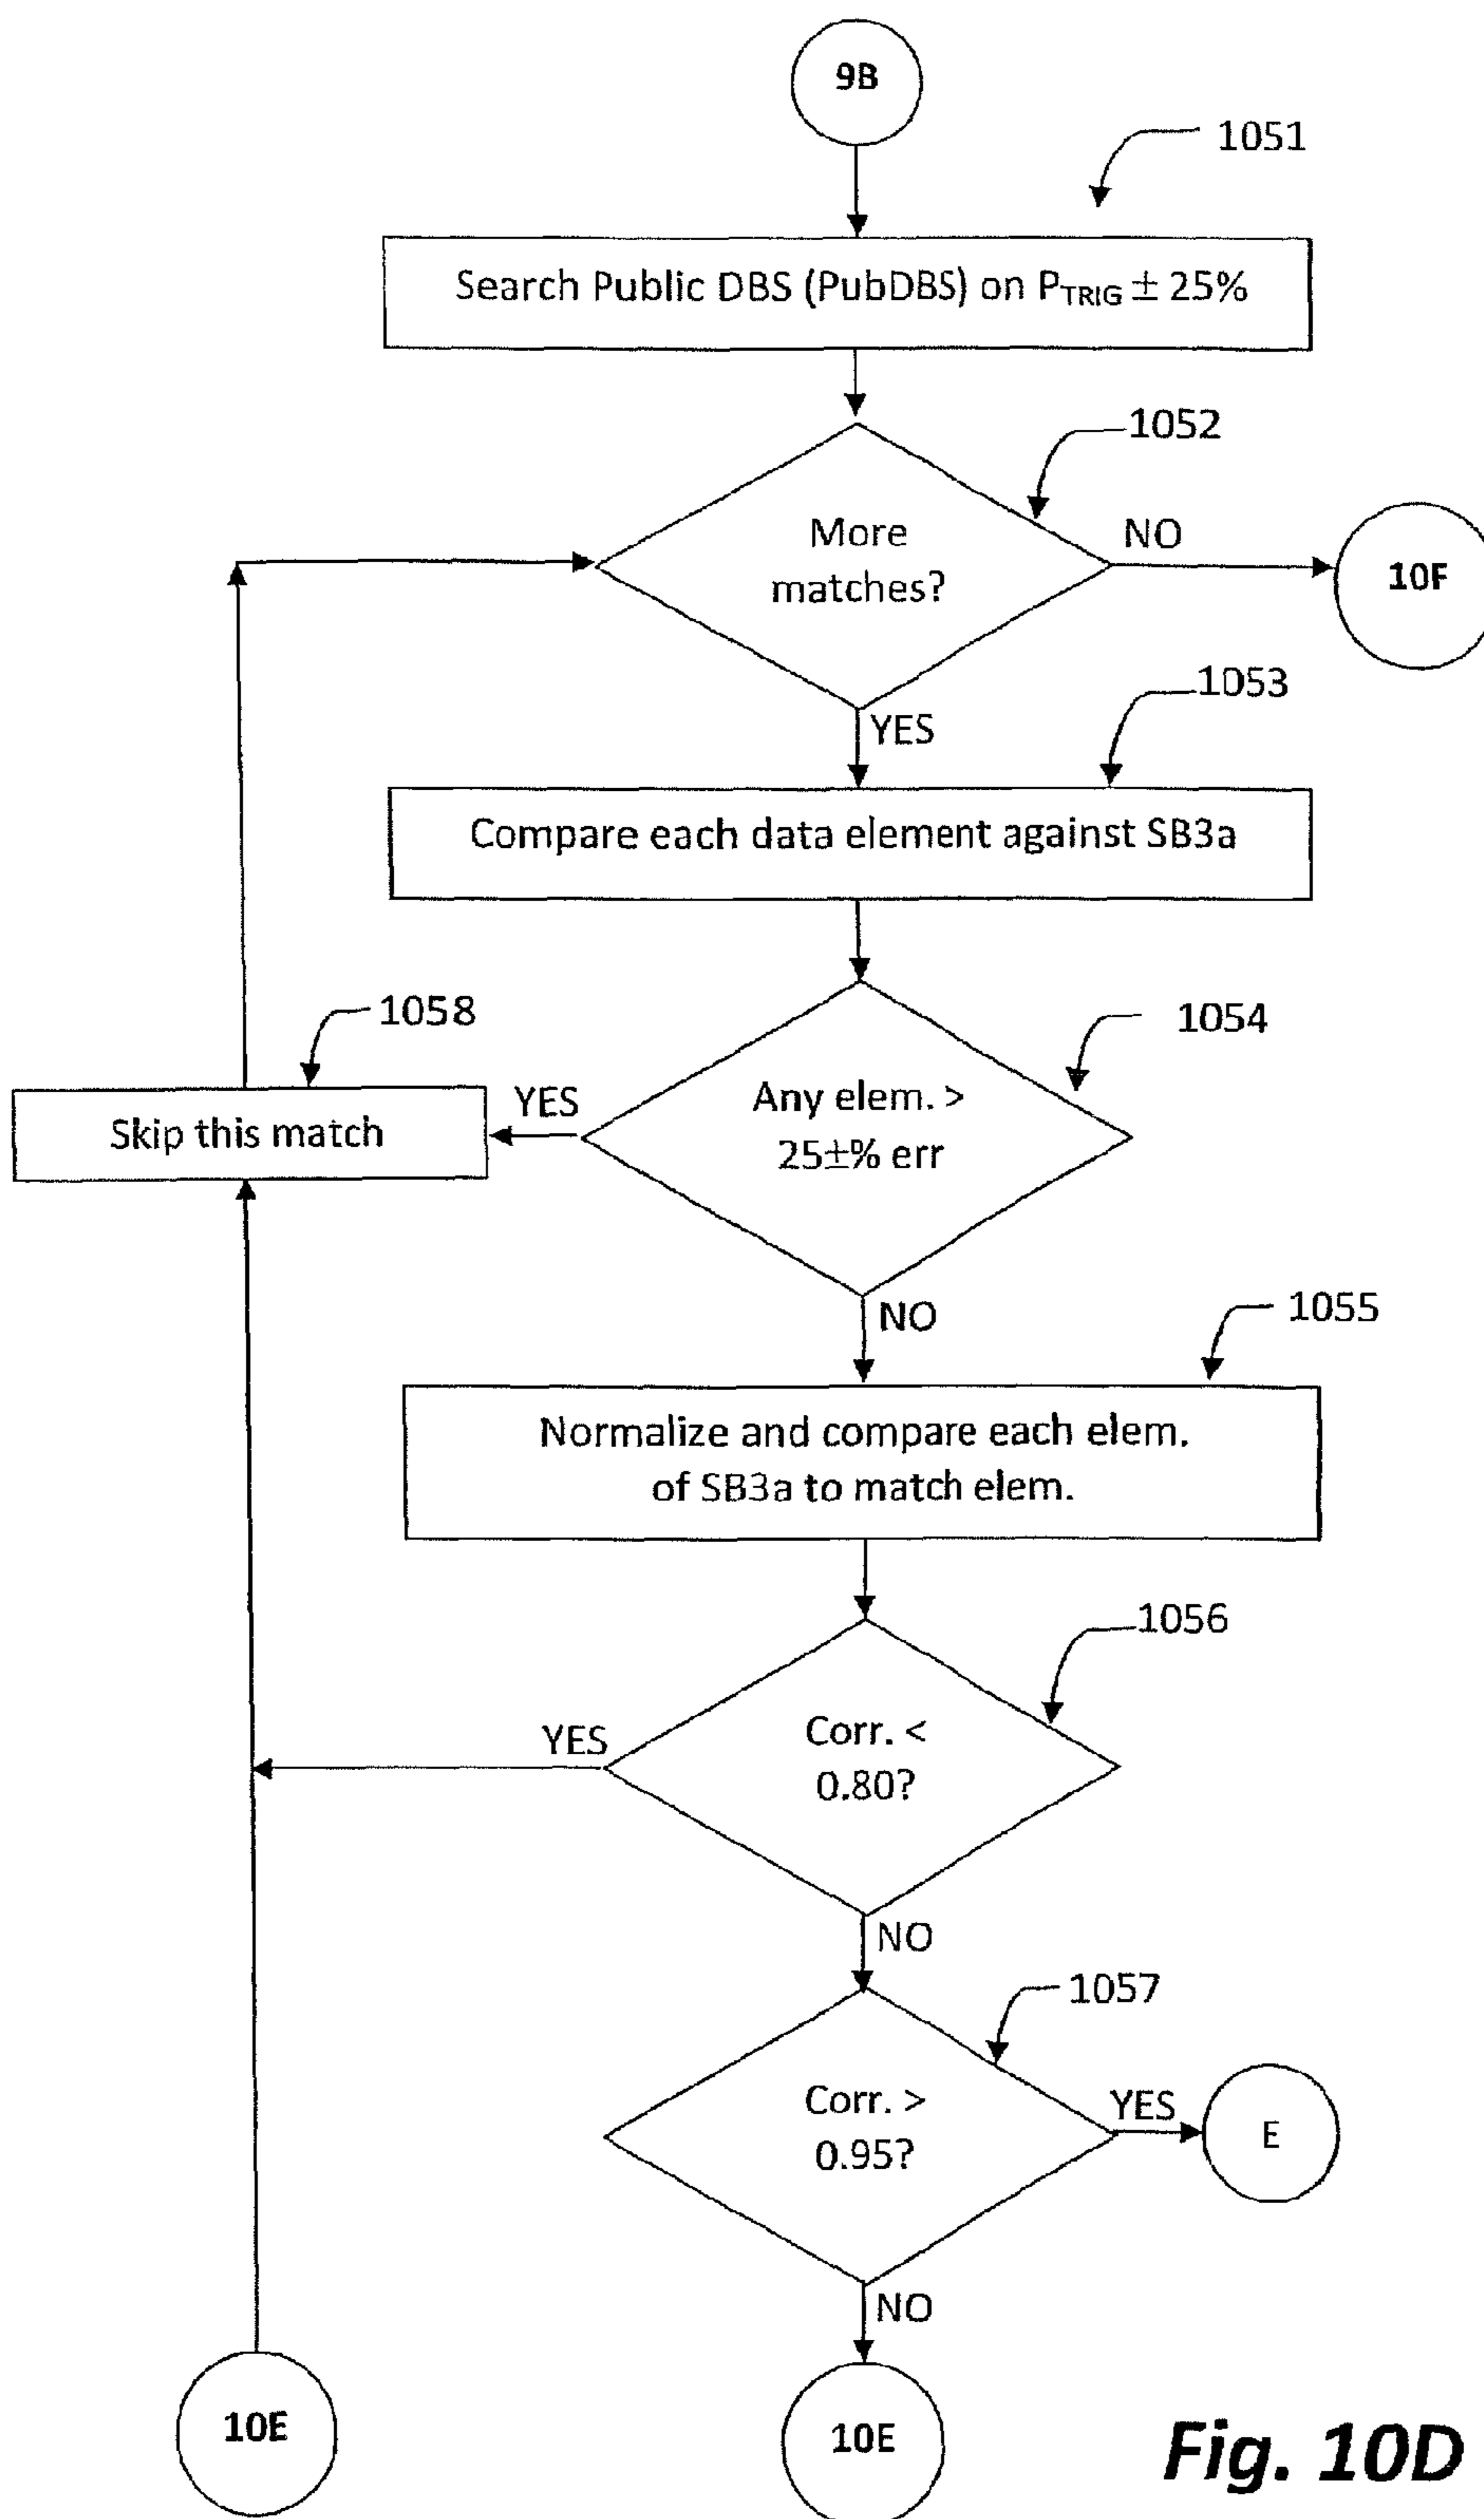 9B
1051
Search Public DBS (PubDBS) on PTRIG ± 25%
1052
More
matches?
NO
10F
YES
1053
Compare each data element against SB3a
1058
Skip this match
YES
1054
Any elem. >
25±% err
NO
1055
Normalize and compare each elem.
of SB3a to match elem.
1056
YES
Corr. <
0.80?
NO
1057
Corr. >
0.95?
YES
E
NO
10E
10E
Fig. 10D